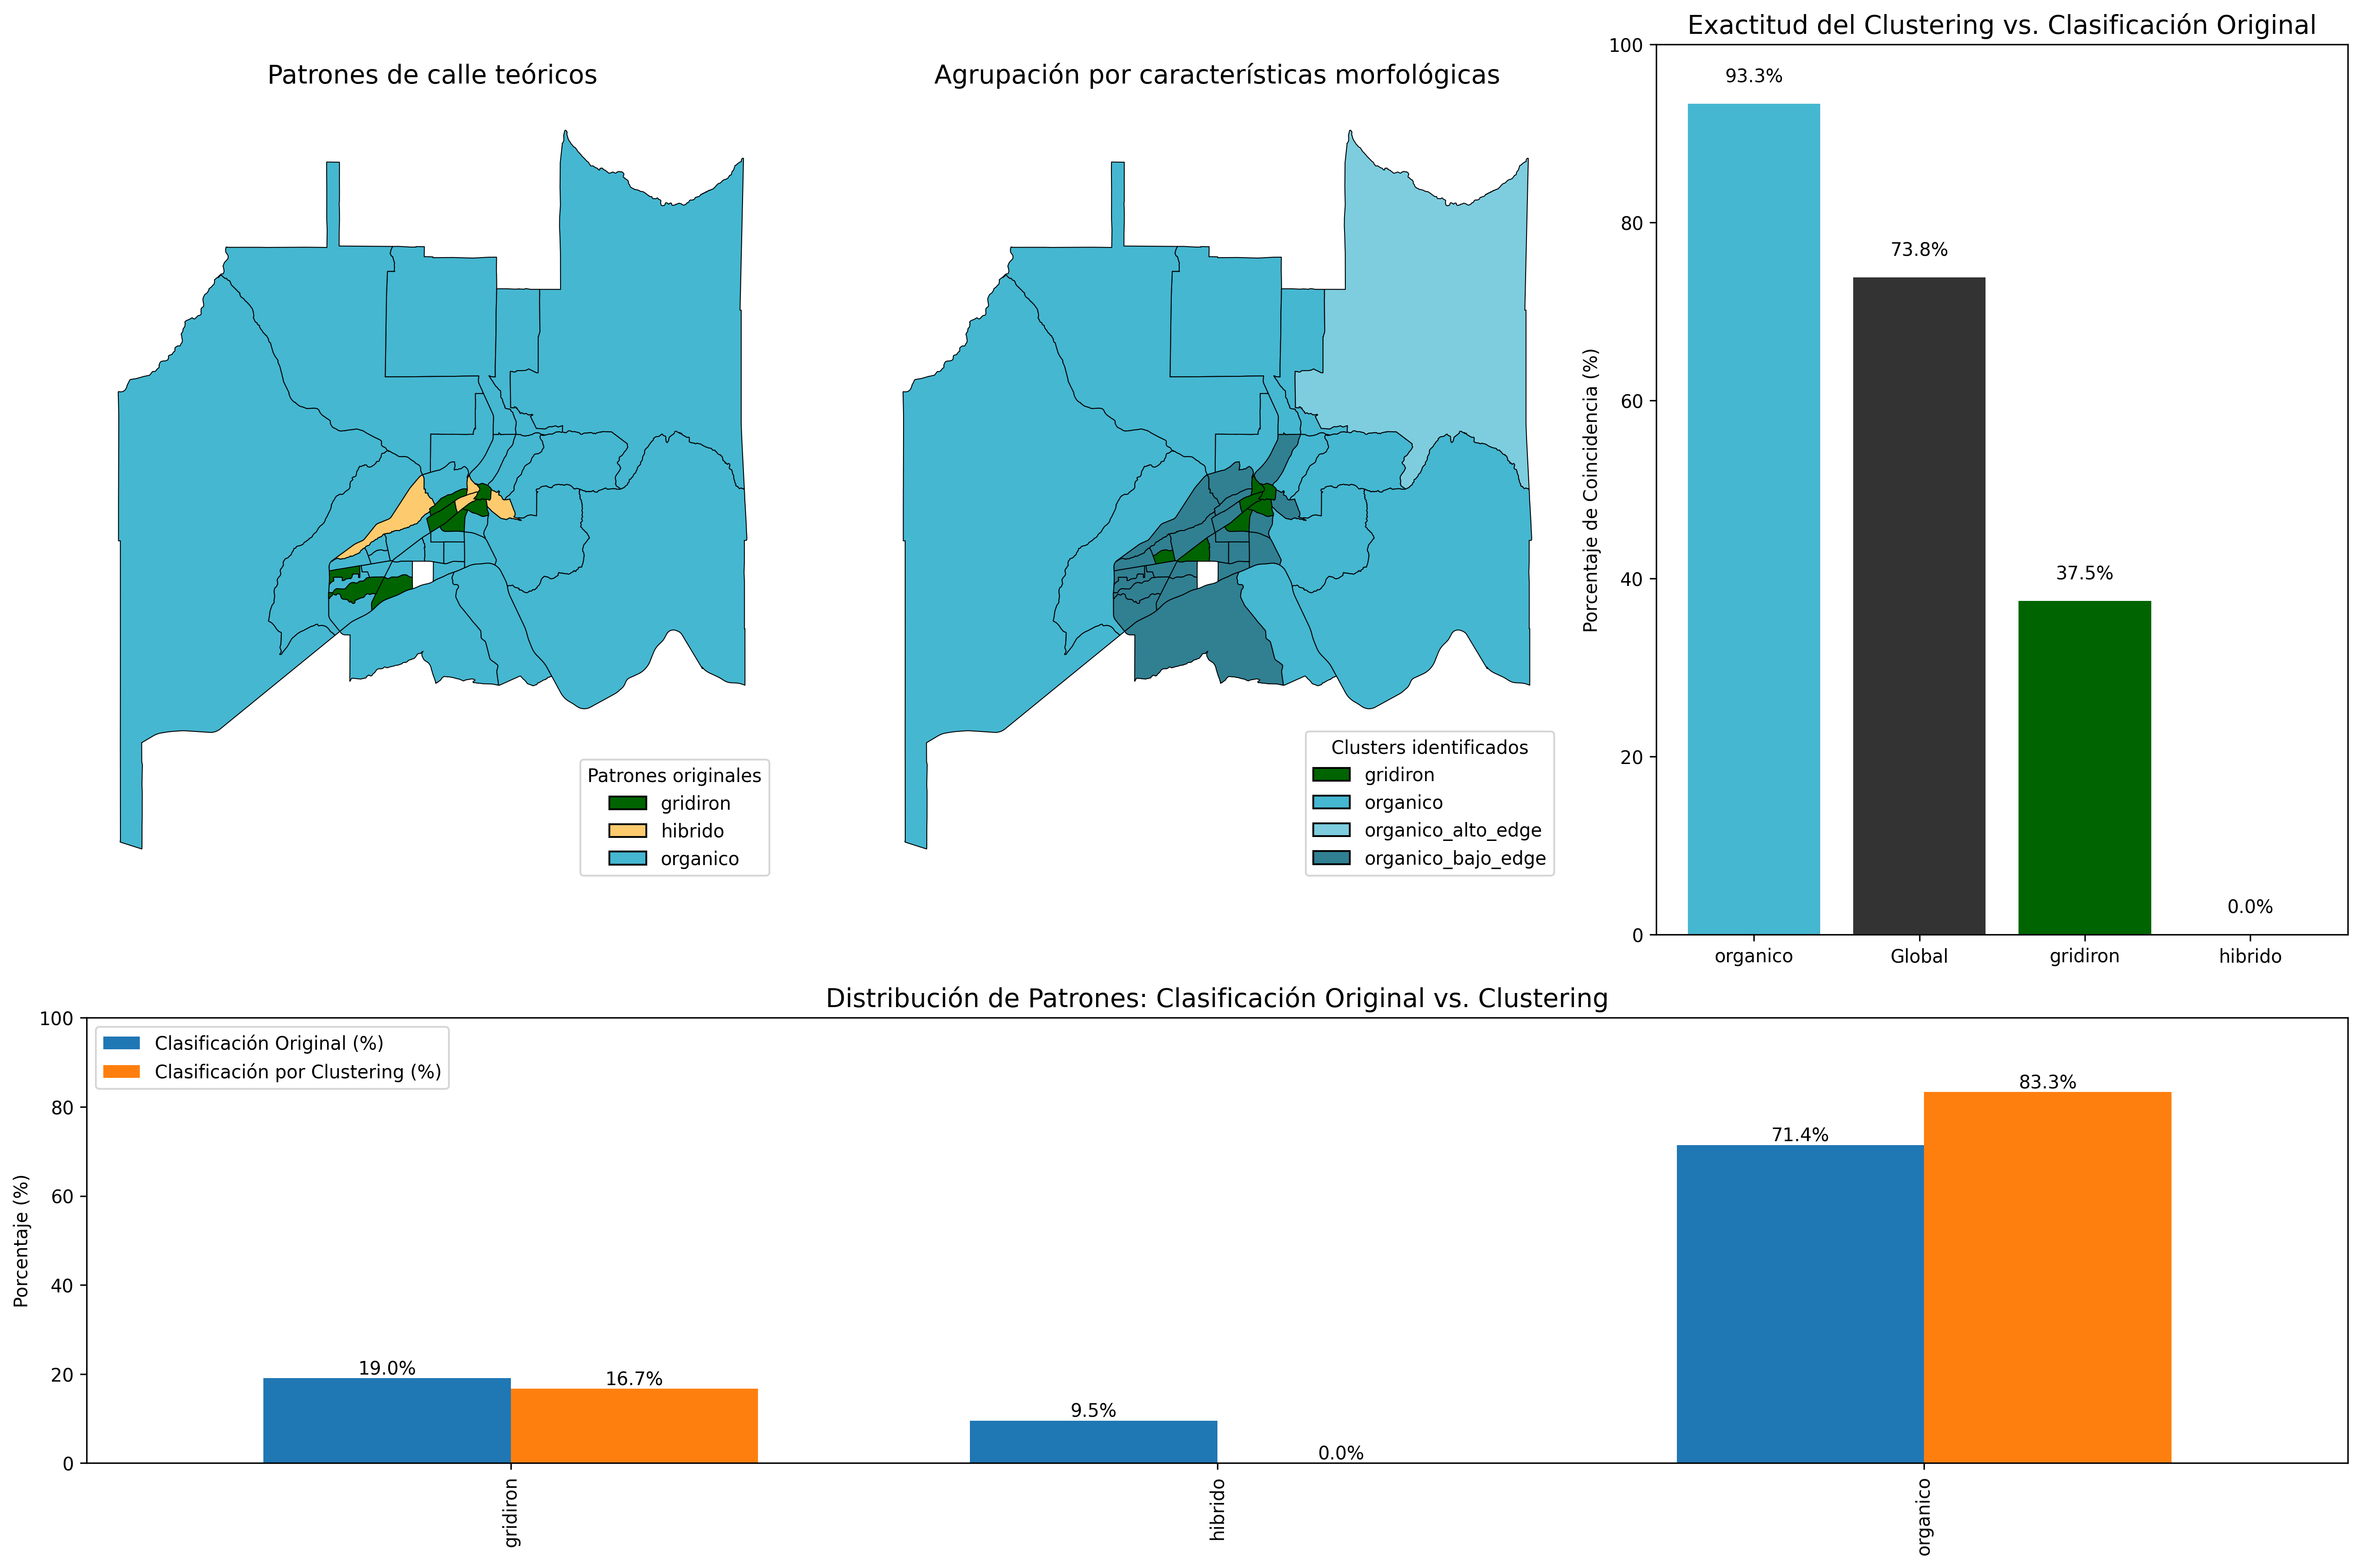 Patrones de calle teóricos
Patrones originales
gridiron
hibrido
organico
Agrupación por características morfológicas
Clusters identificados
gridiron
organico
organico_alto_edge
organico_bajo_edge
Exactitud del Clustering vs. Clasificación Original
Porcentaje de Coincidencia (%)
100
80
60
40
20
0
93.3%
73.8%
37.5%
0.0%
organico
Global
gridiron
hibrido
Distribución de Patrones: Clasificación Original vs. Clustering
Clasificación Original (%)
Clasificación por Clustering (%)
Porcentaje (%)
100
80
60
40
20
0
19.0%
16.7%
9.5%
0.0%
71.4%
83.3%
gridiron
hibrido
organico